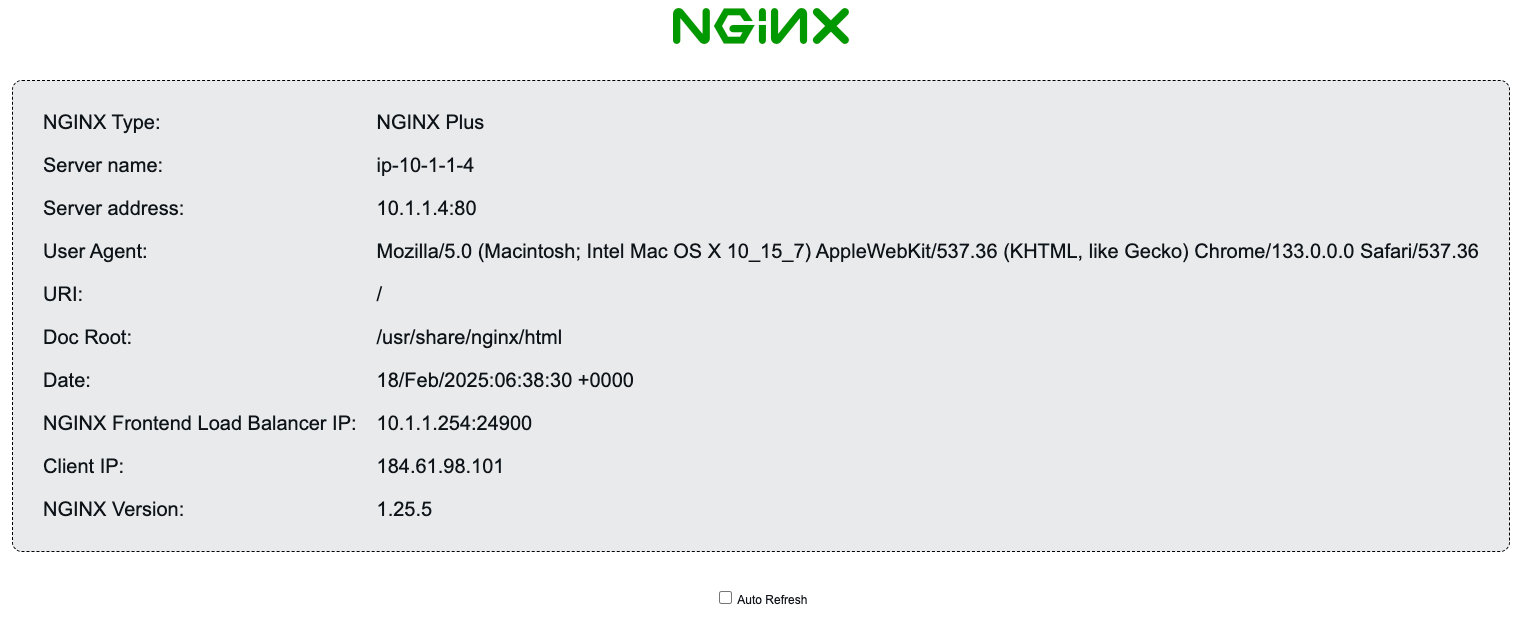 NGINX
NGINX Type: NGINX Plus
Server name: ip-10-1-1-4
Server address: 10.1.1.4:80
User Agent: Mozilla/5.0 (Macintosh; Intel Mac OS X 10_15_7) AppleWebKit/537.36 (KHTML, like Gecko) Chrome/133.0.0.0 Safari/537.36
URI: /
Doc Root: /usr/share/nginx/html
Date: 18/Feb/2025:06:38:30 +0000
NGINX Frontend Load Balancer IP: 10.1.1.254:24900
Client IP: 184.61.98.101
NGINX Version: 1.25.5
Auto Refresh